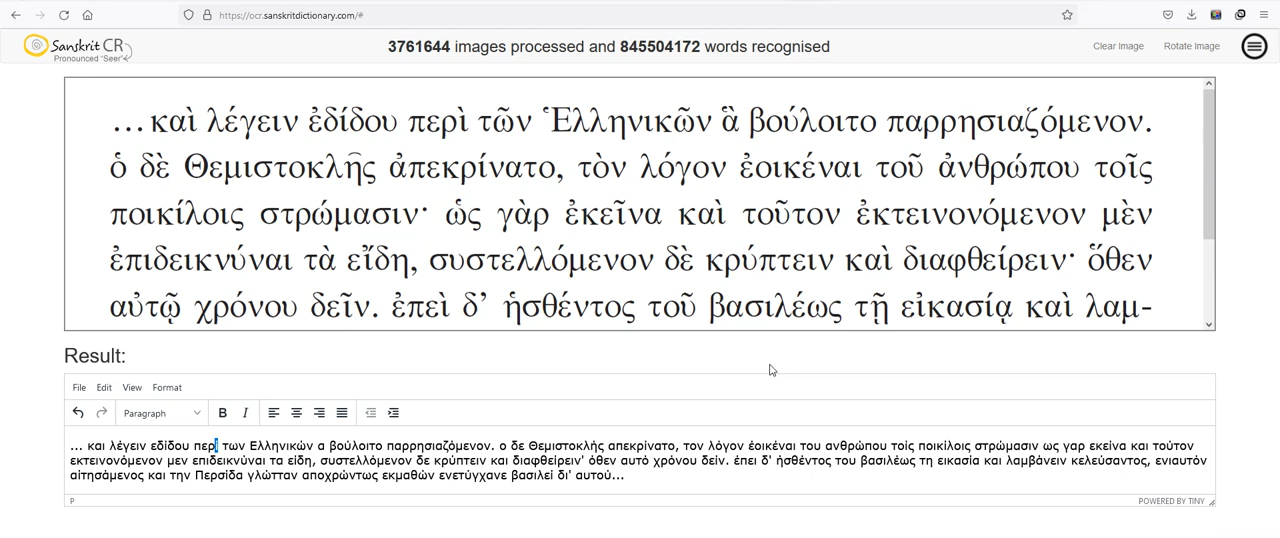 https://ocr.sanskritdictionary.com/#
Sanskrit CR
Pronounced "Seer"
3761644 images processed and 845504172 words recognised
Clear Image
Rotate Image
... καὶ λέγειν ἐδίδου περὶ τῶν Ἑλληνικῶν ἃ βούλοιτο παρρησιαζόμενον.
ὁ δὲ Θεμιστοκλῆς ἀπεκρίνατο, τὸν λόγον ἐοικέναι τοῦ ἀνθρώπου τοῖς
ποικίλοις στρώμασιν· ὡς γὰρ ἐκεῖνα καὶ τοῦτον ἐκτεινονόμενον μὲν
ἐπιδεικνύναι τὰ εἴδη, συστελλόμενον δὲ κρύπτειν καὶ διαφθείρειν· ὅθεν
αὐτῷ χρόνου δεῖν. ἐπεὶ δ’ ἡσθέντος τοῦ βασιλέως τῇ εἰκασίᾳ καὶ λαμ-
Result:
File Edit View Format
Paragraph B I
... και λέγειν εδίδου περί των Ελληνικών α βούλοιτο παρρησιαζόμενον. ο δε Θεμιστοκλής απεκρίνατο, τον λόγον έοικέναι του ανθρώπου τοίς ποικίλοις στρώμασιν ως γαρ εκείνα και τούτον
εκτεινονόμενον μεν επιδεικνύναι τα είδη, συστελλόμενον δε κρύπτειν και διαφθείρειν' όθεν αυτό χρόνου δείν. έπει δ' ήσθέντος του βασιλέως τη εικασία και λαμβάνειν κελεύσαντος, ενιαυτόν
αίτησάμενος και την Περσίδα γλώτταν αποχρώντως εκμαθών ενετύγχανε βασιλεί δι' αυτού...
P
POWERED BY TINY